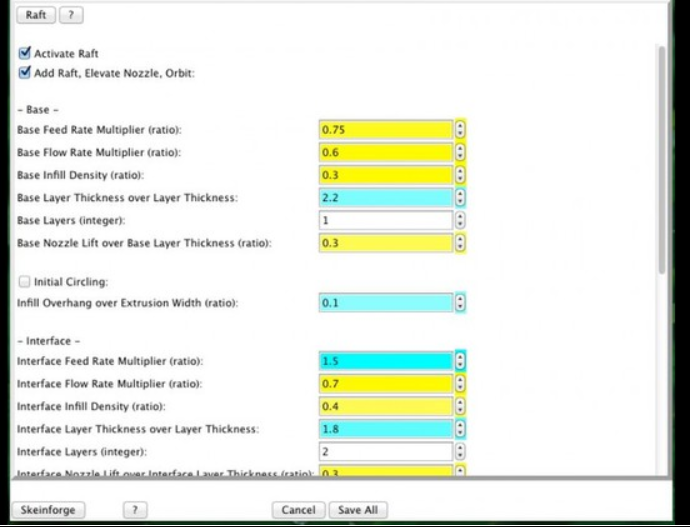 Raft ?
Activate Raft
Add Raft, Elevate Nozzle, Orbit:
– Base –
Base Feed Rate Multiplier (ratio): 0.75
Base Flow Rate Multiplier (ratio): 0.6
Base Infill Density (ratio): 0.3
Base Layer Thickness over Layer Thickness: 2.2
Base Layers (integer): 1
Base Nozzle Lift over Base Layer Thickness (ratio): 0.3
Initial Circling:
Infill Overhang over Extrusion Width (ratio): 0.1
– Interface –
Interface Feed Rate Multiplier (ratio): 1.5
Interface Flow Rate Multiplier (ratio): 0.7
Interface Infill Density (ratio): 0.4
Interface Layer Thickness over Layer Thickness: 1.8
Interface Layers (integer): 2
Interface Nozzle Lift over Interface Layer Thickness (ratio): 0.3
Skeinforge ? Cancel Save All